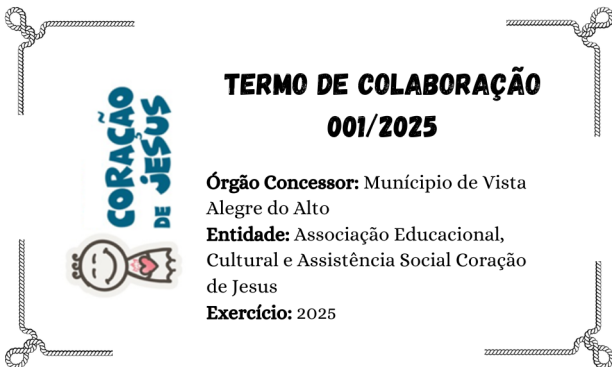 CORAÇÃO
DE JESUS
TERMO DE COLABORAÇÃO
001/2025
Órgão Concessor: Munícipio de Vista
Alegre do Alto
Entidade: Associação Educacional,
Cultural e Assistência Social Coração
de Jesus
Exercício: 2025